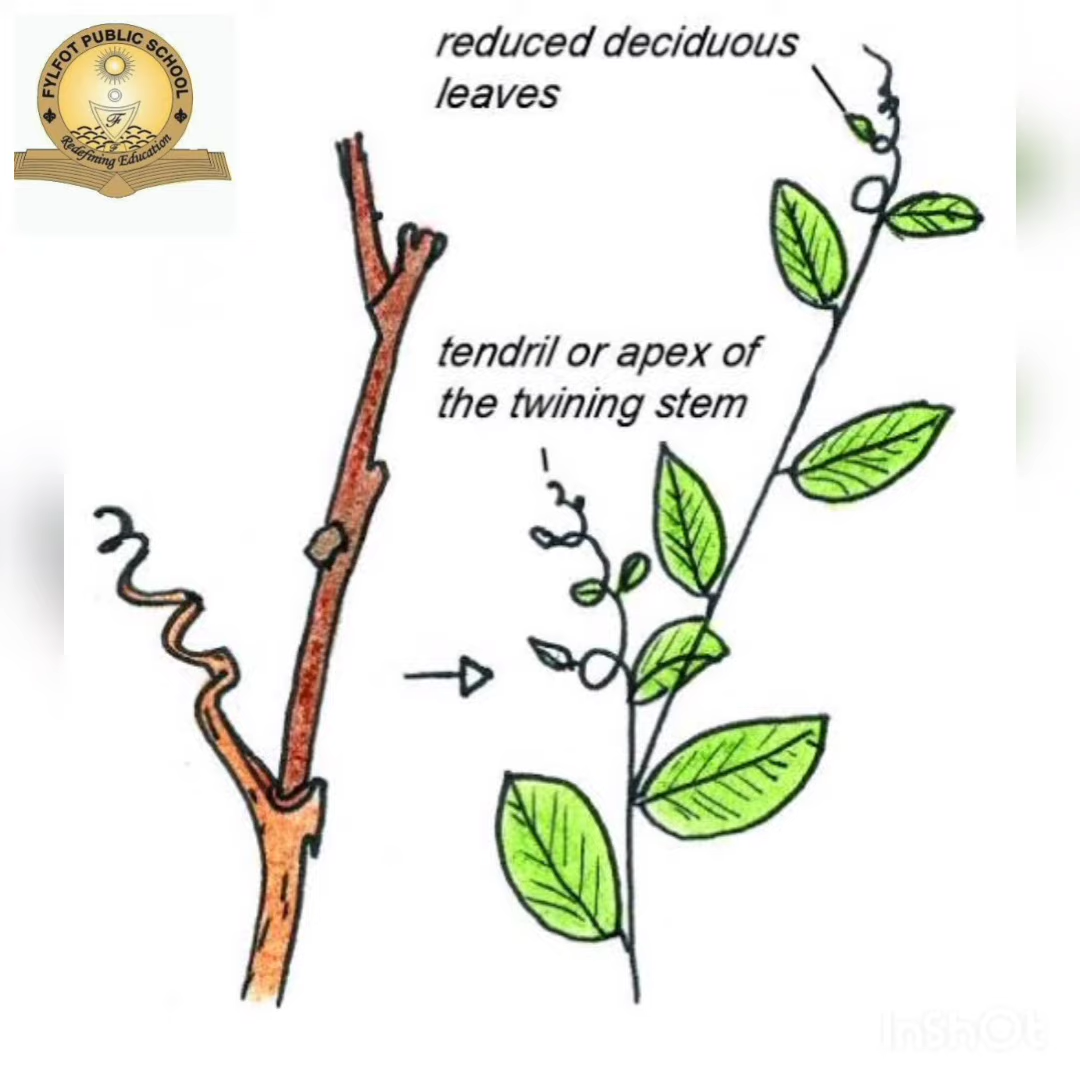 FYLFOT PUBLIC SCHOOL
F
Redefining Education
reduced deciduous
leaves
tendril or apex of
the twining stem
InShOt